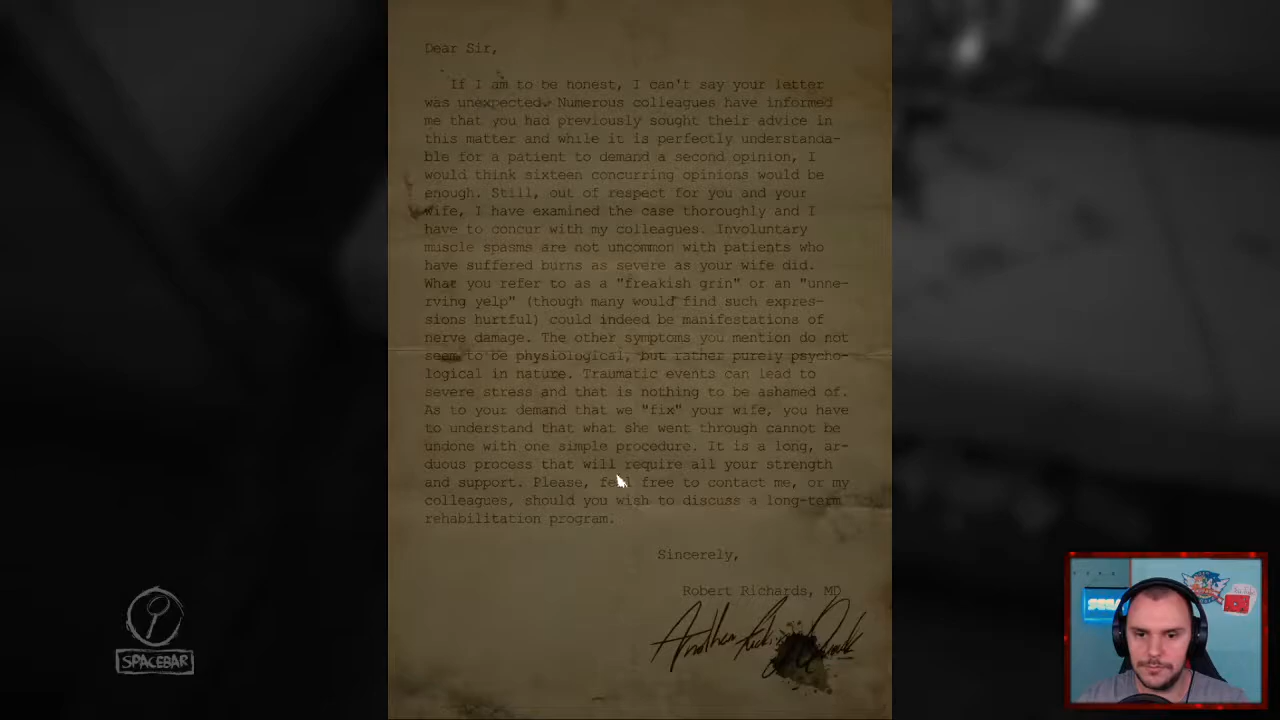 Dear Sir,
If I am to be honest, I can't say your letter
was unexpected. Numerous colleagues have informed
me that you had previously sought their advice in
this matter and while it is perfectly understanda-
ble for a patient to demand a second opinion, I
would think sixteen concurring opinions would be
enough. Still, out of respect for you and your
wife, I have examined the case thoroughly and I
have to concur with my colleagues. Involuntary
muscle spasms are not uncommon with patients who
have suffered burns as severe as your wife did.
What you refer to as a "freakish grin" or an "unne-
rving yelp" (though many would find such expres-
sions hurtful) could indeed be manifestations of
nerve damage. The other symptoms you mention do not
seem to be physiological, but rather purely psycho-
logical in nature. Traumatic events can lead to
severe stress and that is nothing to be ashamed of.
As to your demand that we "fix" your wife, you have
to understand that what she went through cannot be
undone with one simple procedure. It is a long, ar-
duous process that will require all your strength
and support. Please, feel free to contact me, or my
colleagues, should you wish to discuss a long-term
rehabilitation program.
Sincerely,
Robert Richards, MD
Another
SPACEBAR
SEGA